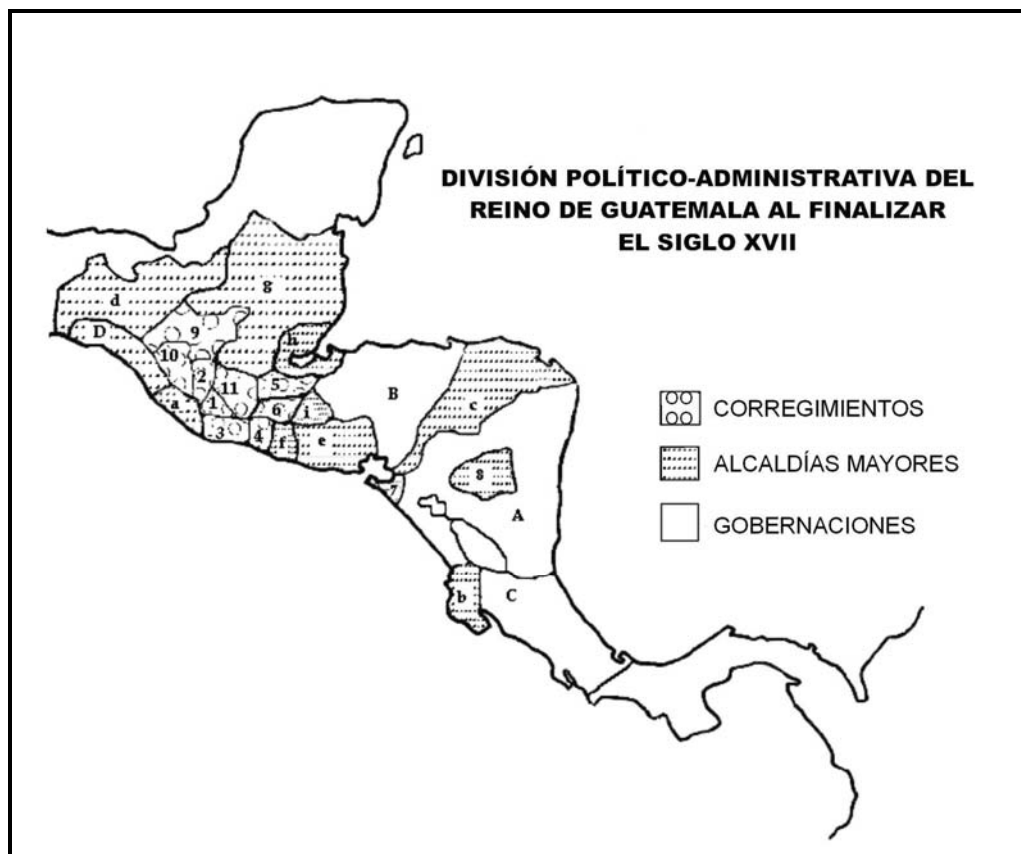 DIVISIÓN POLÍTICO-ADMINISTRATIVA DEL
REINO DE GUATEMALA AL FINALIZAR
EL SIGLO XVII
d
g
D
9
h
10
2
11
5
B
c
a
1
6
i
3
4
f
e
7
8
A
b
C
CORREGIMIENTOS
ALCALDÍAS MAYORES
GOBERNACIONES